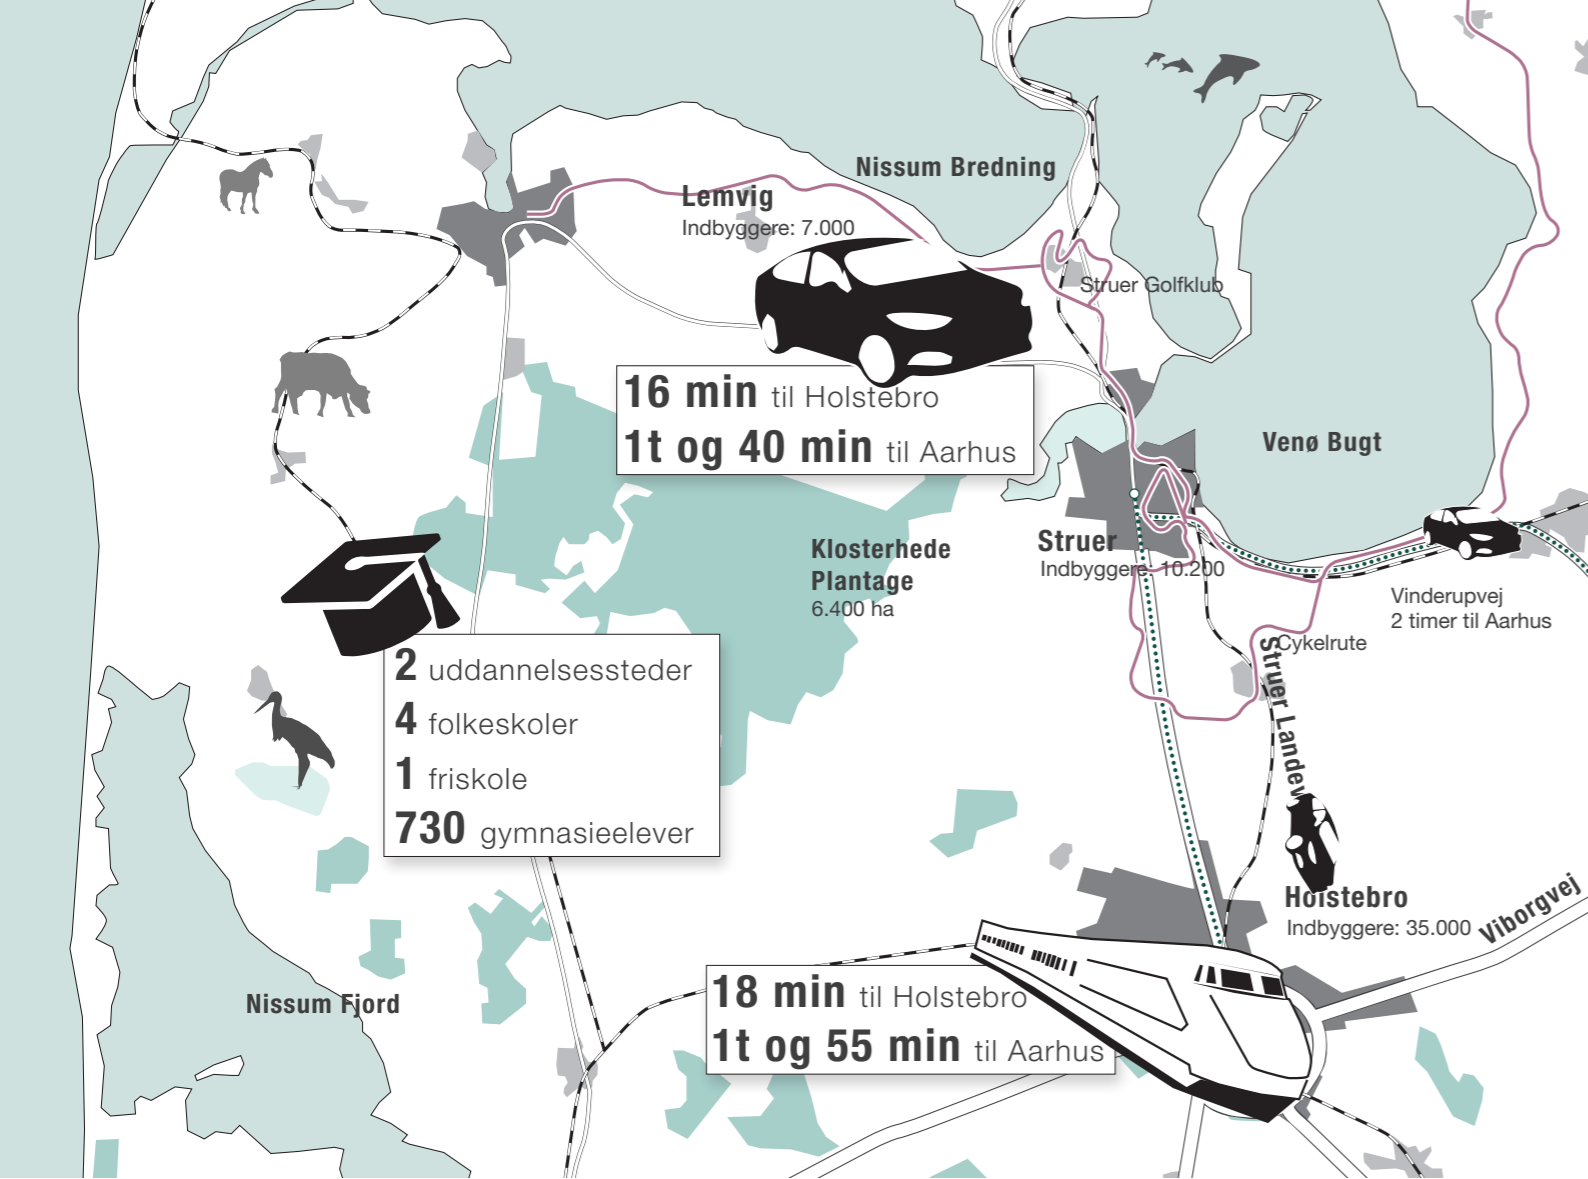 Nissum Bredning
Lemvig
Indbyggere: 7.000
Struer Golfklub
16 min til Holstebro
1t og 40 min til Aarhus
Venø Bugt
Klosterhede
Plantage
6.400 ha
Struer
Indbyggere: 10.200
Vinderupvej
2 timer til Aarhus
Cykelrute
Struer Landev
2 uddannelsessteder
4 folkeskoler
1 friskole
730 gymnasieelever
Holstebro
Indbyggere: 35.000
Viborgvej
Nissum Fjord
18 min til Holstebro
1t og 55 min til Aarhus